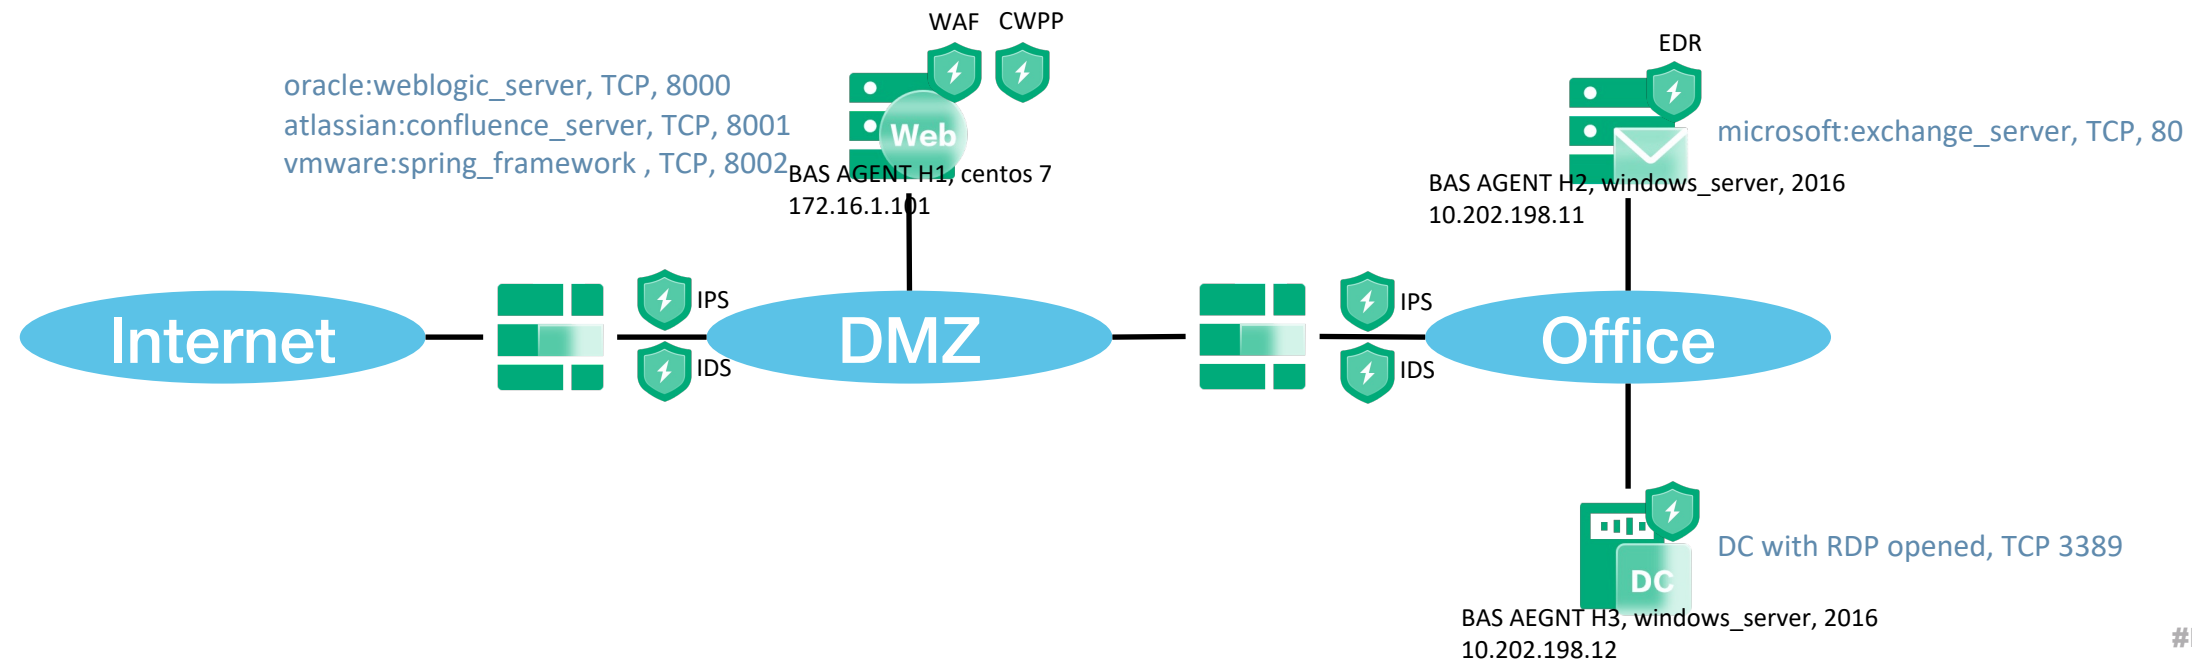 WAF CWPP
EDR
oracle:weblogic_server, TCP, 8000
atlassian:confluence_server, TCP, 8001
vmware:spring_framework , TCP, 8002
Web
BAS AGENT H1, centos 7
172.16.1.101
microsoft:exchange_server, TCP, 80
BAS AGENT H2, windows_server, 2016
10.202.198.11
Internet
IPS
IDS
DMZ
IPS
IDS
Office
DC with RDP opened, TCP 3389
DC
BAS AEGNT H3, windows_server, 2016
10.202.198.12